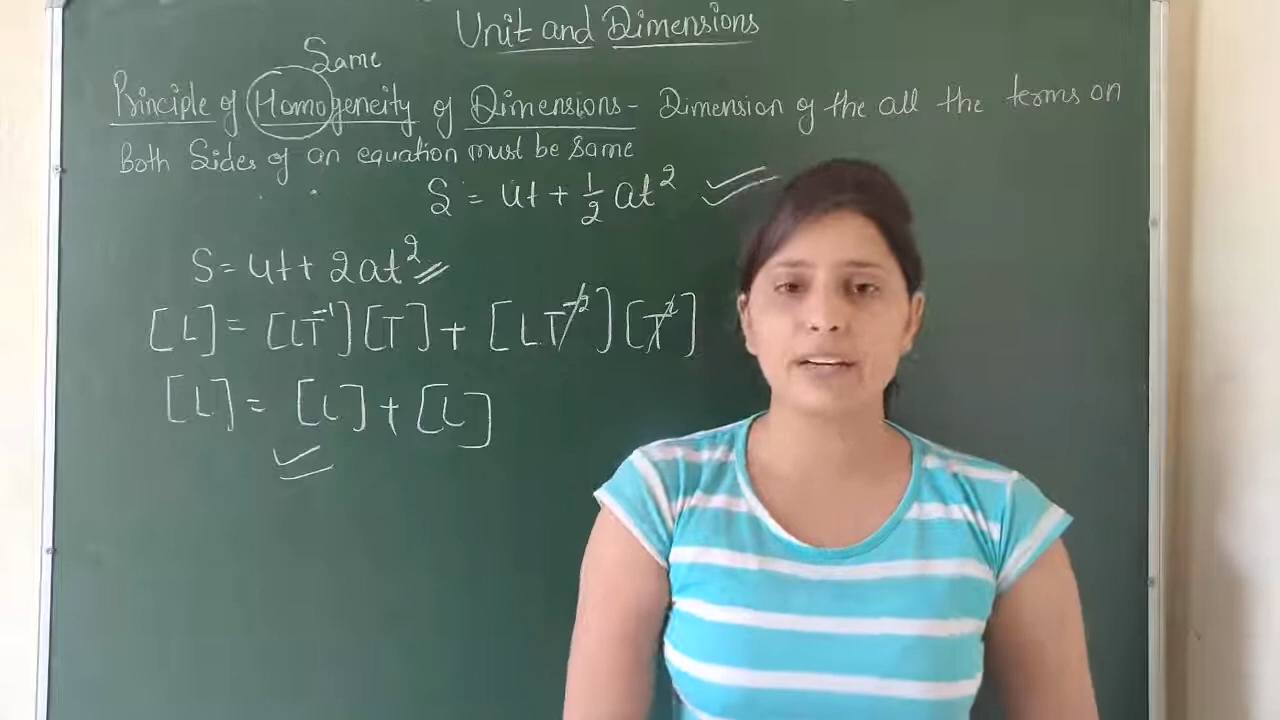 Unit and Dimensions
Same
Principle of Homogeneity of Dimensions - Dimension of the all the terms on
Both Sides of an equation must be same
S = ut + 1/2 at²
S = ut + 2at²
[L] = [LT⁻¹][T] + [LT⁻²][T²]
[L] = [L] + [L]